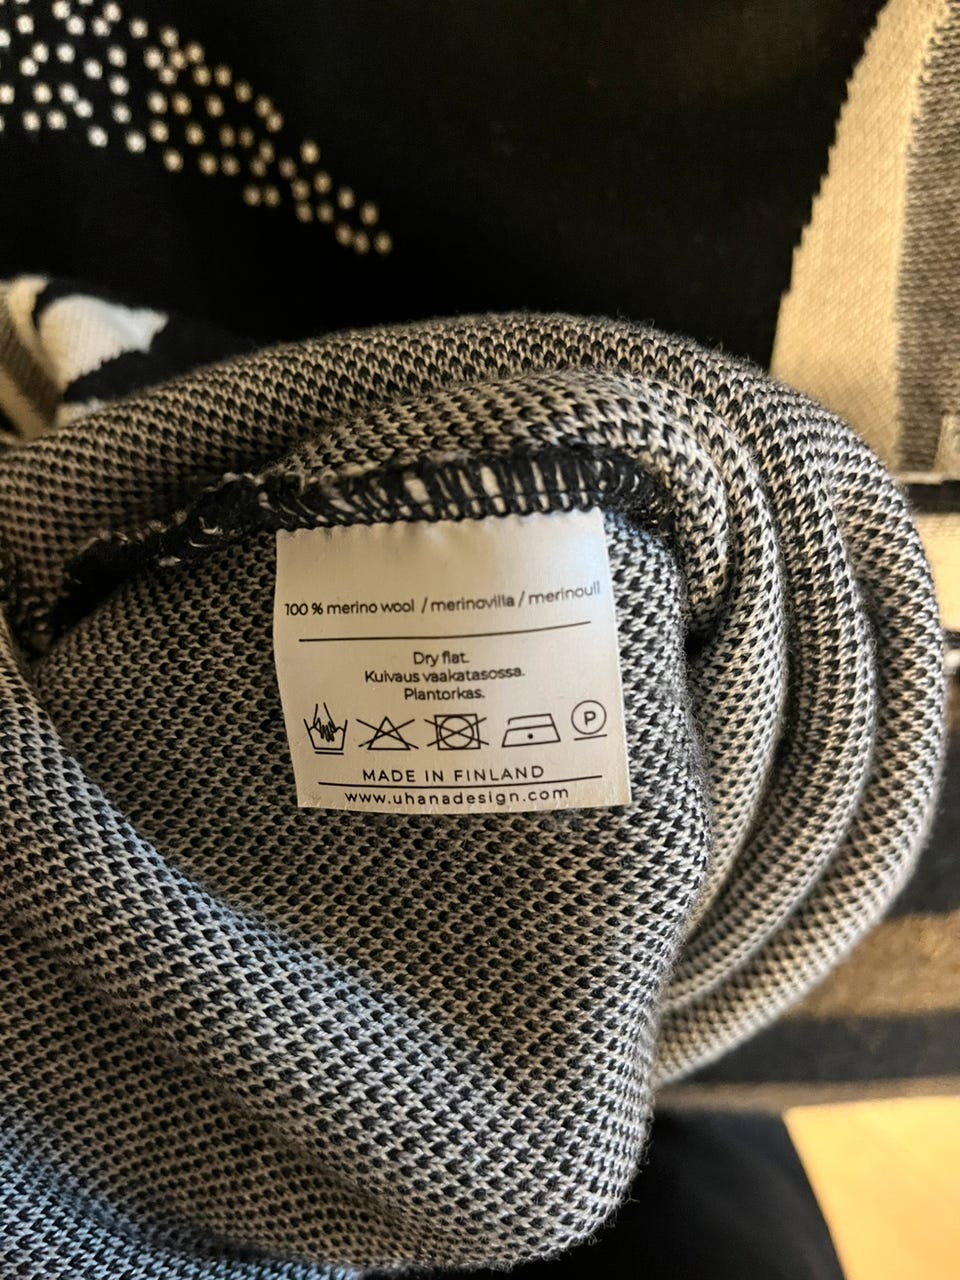 100 % merino wool / merinovilla / merinoull
Dry flat.
Kuivaus vaakatasossa.
Plantorkas.
P
MADE IN FINLAND
www.uhanadesign.com